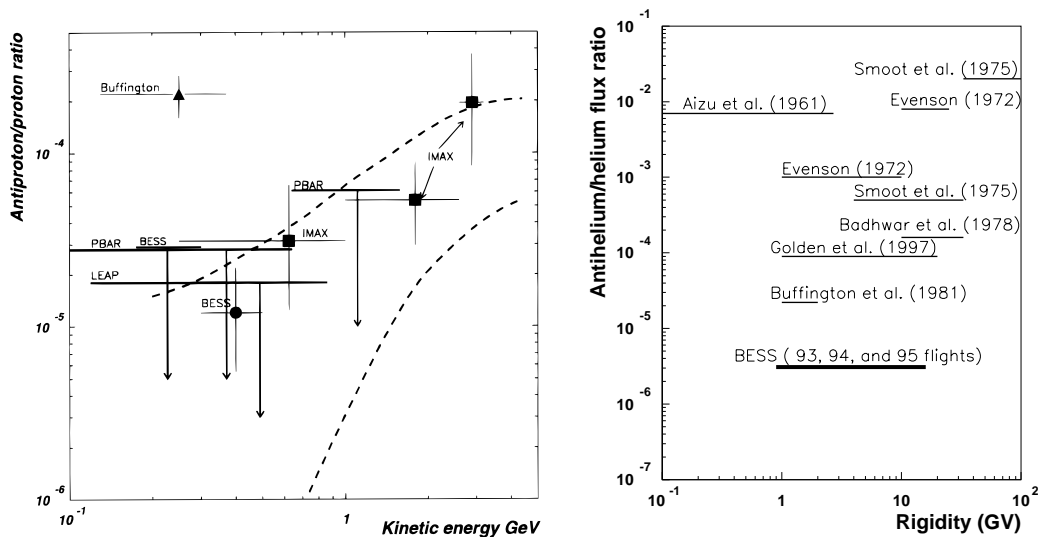 Antiproton/proton ratio
10 -4
10 -5
10 -6
Buffington
IMAX
PBAR
IMAX
PBAR
BESS
LEAP
BESS
10 -1
1
Kinetic energy GeV
Antihelium/helium flux ratio
10 -1
10 -2
10 -3
10 -4
10 -5
10 -6
10 -7
Smoot et al. (1975)
Aizu et al. (1961)
Evenson (1972)
Evenson (1972)
Smoot et al. (1975)
Badhwar et al. (1978)
Golden et al. (1997)
Buffington et al. (1981)
BESS ( 93, 94, and 95 flights)
10 -1
1
10
10 2
Rigidity (GV)